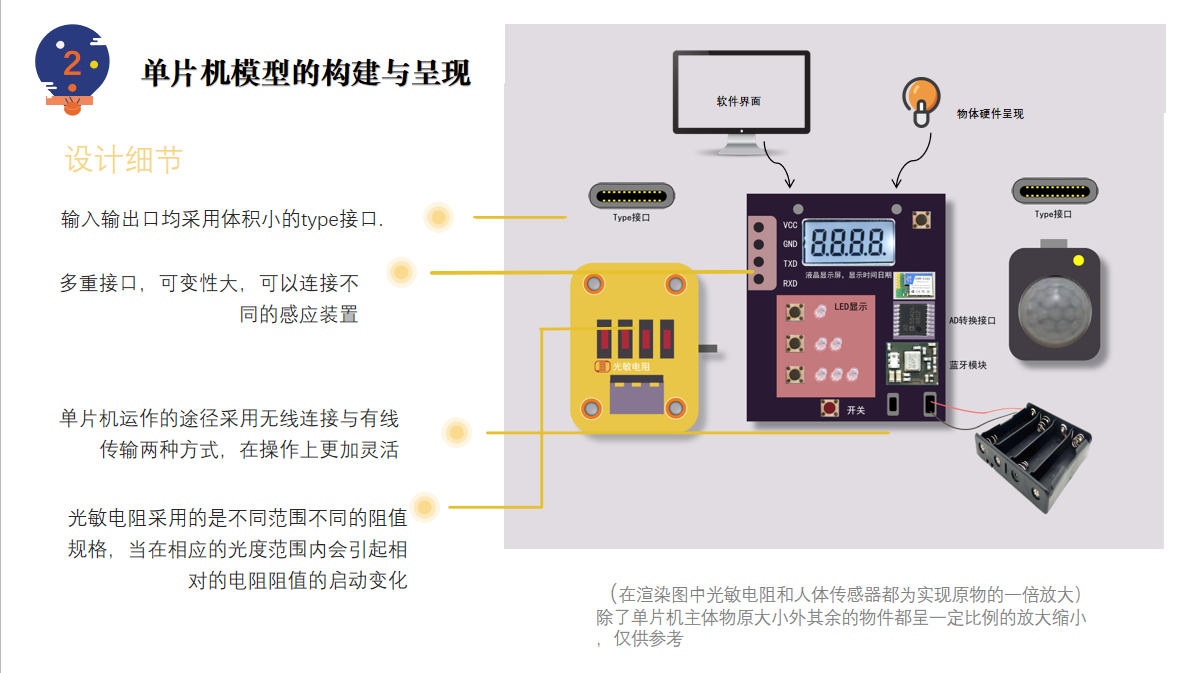 2
单片机模型的构建与呈现
设计细节
输入输出口均采用体积小的type接口.
多重接口，可变性大，可以连接不
同的感应装置
单片机运作的途径采用无线连接与有线
传输两种方式，在操作上更加灵活
光敏电阻采用的是不同范围不同的阻值
规格，当在相应的光度范围内会引起相
对的电阻阻值的启动变化
软件界面
物体硬件呈现
Type接口
Type接口
VCC
GND
TXD
RXD
8.8.8.8.
液晶显示屏，显示时间日期
LED显示
AD转换接口
蓝牙模块
开关
光敏电阻
（在渲染图中光敏电阻和人体传感器都为实现原物的一倍放大）
除了单片机主体物原大小外其余的物件都呈一定比例的放大缩小
，仅供参考